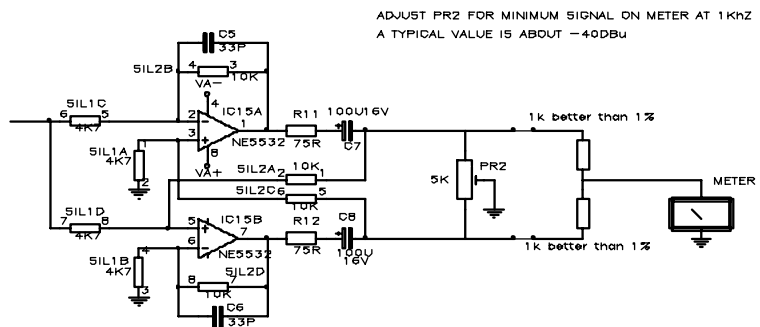 ADJUST PR2 FOR MINIMUM SIGNAL ON METER AT 1KhZ
A TYPICAL VALUE IS ABOUT -40DBu
C5
33P
5IL2B
4 3
10K
VA-
4
5IL1C
6 5
4K7
2
IC15A
1
3
NE5532
8
VA+
5IL1A
4K7
1
2
R11
75R
100U16V
+
C7
1k better than 1%
5IL2A
2
10K
1
5IL2C
6
5
10K
5K
PR2
METER
5IL1D
7 8
4K7
5
IC15B
7
6
NE5532
5IL1B
4K7
4
3
R12
75R
C8
+
100U
16V
1k better than 1%
5IL2D
8 7
10K
C6
33P